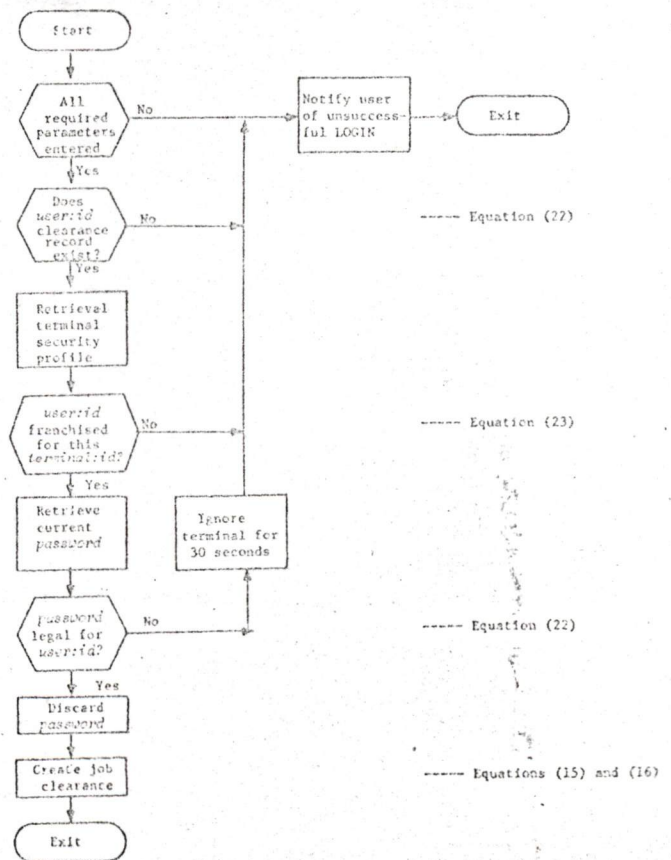 Start
All
required
parameters
entered
No
Notify user
of unsuccess-
ful LOGIN
Exit
Yes
Does
user:id
clearance
record
exist?
No
----- Equation (22)
Yes
Retrieval
terminal
security
profile
user:id
franchised
for this
terminal:id?
No
----- Equation (23)
Yes
Retrieve
current
password
Ignore
terminal for
30 seconds
password
legal for
user:id?
No
----- Equation (22)
Yes
Discard
password
Create job
clearance
----- Equations (15) and (16)
Exit